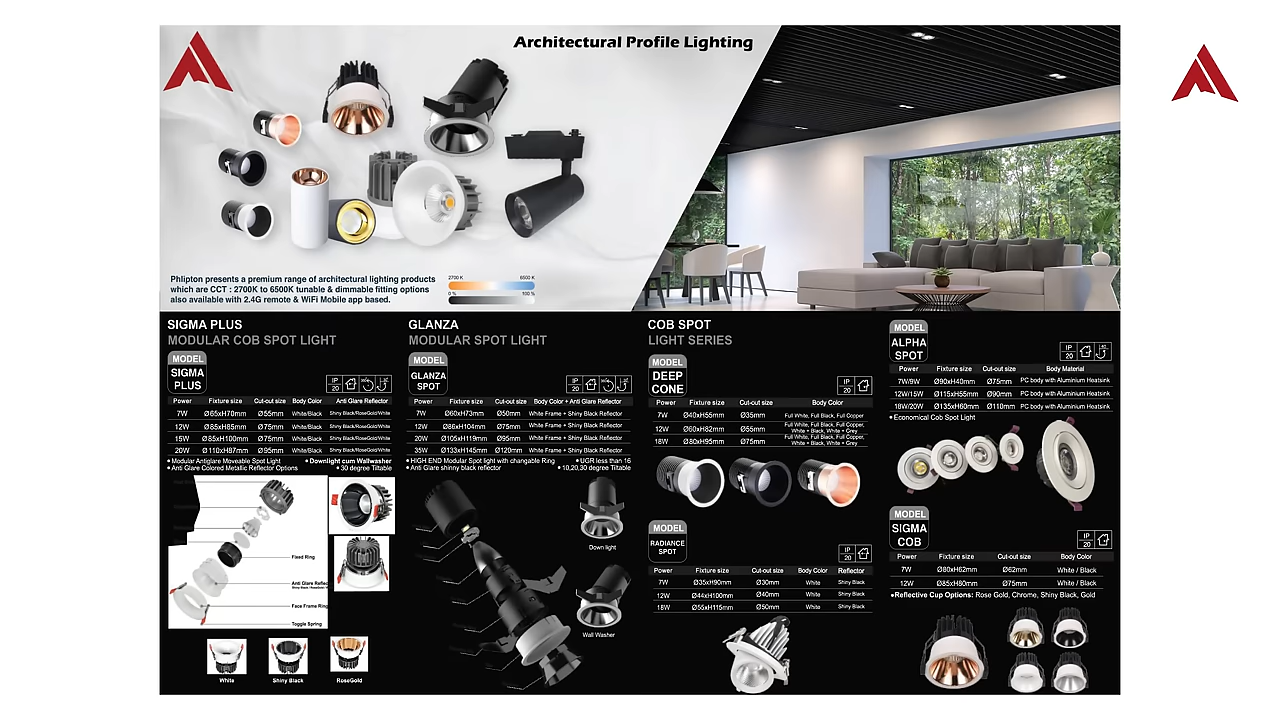 Architectural Profile Lighting
Phlipton presents a premium range of architectural lighting products
which are CCT : 2700K to 6500K tunable & dimmable fitting options
also available with 2.4G remote & WiFi Mobile app based.
2700 K 6500 K
0 % 100 %
SIGMA PLUS
MODULAR COB SPOT LIGHT
MODEL
SIGMA
PLUS
IP
20
Power Fixture size Cut-out size Body Color Anti Glare Reflector
7W Ø65xH70mm Ø55mm White/Black Shiny Black/RoseGold/White
12W Ø85xH85mm Ø75mm White/Black Shiny Black/RoseGold/White
15W Ø85xH100mm Ø75mm White/Black Shiny Black/RoseGold/White
20W Ø110xH87mm Ø95mm White/Black Shiny Black/RoseGold/White
• Modular Antiglare Moveable Spot Light • Downlight cum Wallwasher
• Anti Glare Colored Metallic Reflector Options • 30 degree Tiltable
Fixed Ring
Anti Glare Reflec
Face Frame Ring
Toggle Spring
White Shiny Black RoseGold
GLANZA
MODULAR SPOT LIGHT
MODEL
GLANZA
SPOT
IP
20
Power Fixture size Cut-out size Body Color + Anti Glare Reflector
7W Ø60xH73mm Ø50mm White Frame + Shiny Black Reflector
12W Ø86xH104mm Ø75mm White Frame + Shiny Black Reflector
20W Ø105xH119mm Ø95mm White Frame + Shiny Black Reflector
35W Ø133xH145mm Ø120mm White Frame + Shiny Black Reflector
• HIGH END Modular Spot light with changable Ring • UGR less than 16
• Anti Glare shinny black reflector • 10,20,30 degree Tiltable
Down light
Wall Washer
COB SPOT
LIGHT SERIES
MODEL
DEEP
CONE
IP
20
Power Fixture size Cut-out size Body Color
7W Ø40xH55mm Ø35mm Full White, Full Black, Full Copper
12W Ø60xH82mm Ø55mm Full White, Full Black, Full Copper,
White + Black, White + Grey
18W Ø80xH95mm Ø75mm Full White, Full Black, Full Copper,
White + Black, White + Grey
MODEL
RADIANCE
SPOT
IP
20
Power Fixture size Cut-out size Body Color Reflector
7W Ø35xH90mm Ø30mm White Shiny Black
12W Ø44xH100mm Ø40mm White Shiny Black
18W Ø55xH115mm Ø50mm White Shiny Black
MODEL
ALPHA
SPOT
IP
20
Power Fixture size Cut-out size Body Material
7W/9W Ø90xH40mm Ø75mm PC body with Aluminium Heatsink
12W/15W Ø115xH55mm Ø90mm PC body with Aluminium Heatsink
18W/20W Ø135xH60mm Ø110mm PC body with Aluminium Heatsink
• Economical Cob Spot Light
MODEL
SIGMA
COB
IP
20
Power Fixture size Cut-out size Body Color
7W Ø80xH62mm Ø62mm White / Black
12W Ø85xH80mm Ø75mm White / Black
•Reflective Cup Options: Rose Gold, Chrome, Shiny Black, Gold